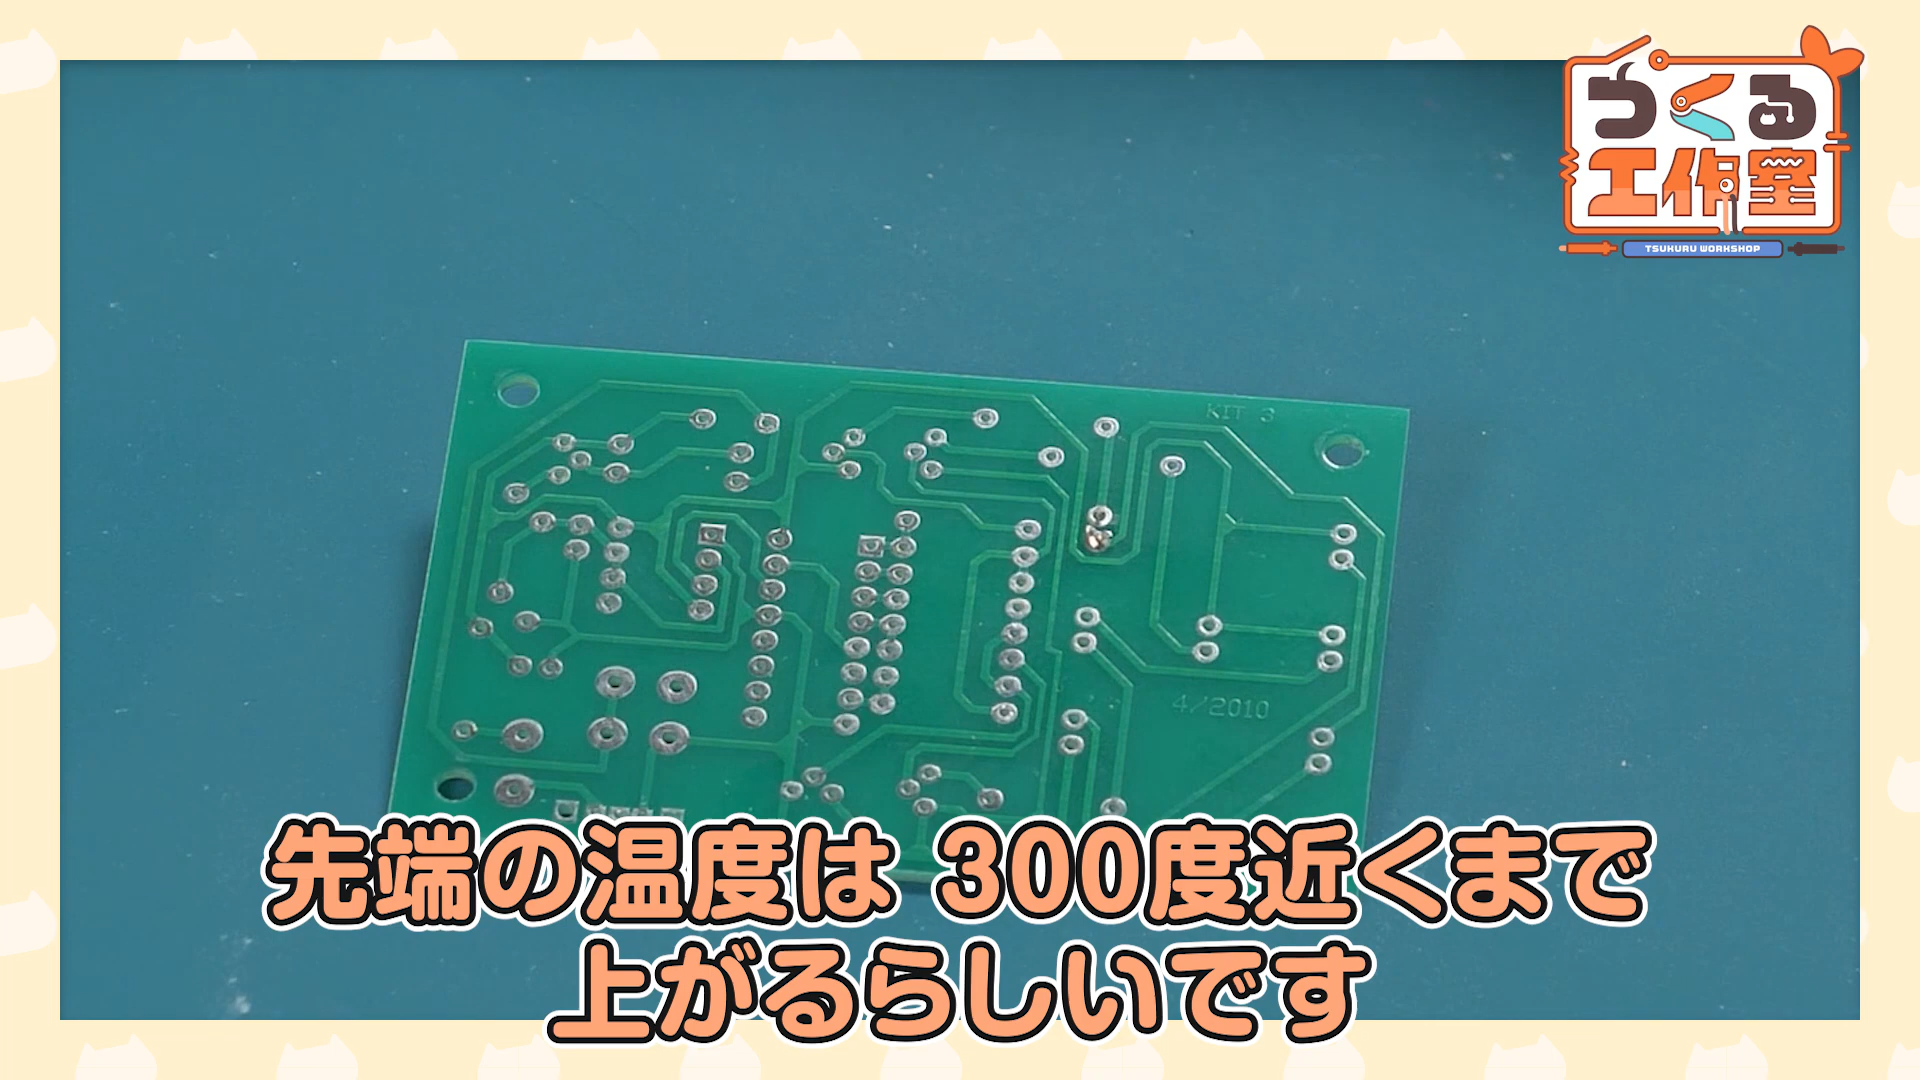 つくる
工作室
TSUKURU WORKSHOP
KIT 3
4/2010
先端の温度は 300度近くまで
上がるらしいです